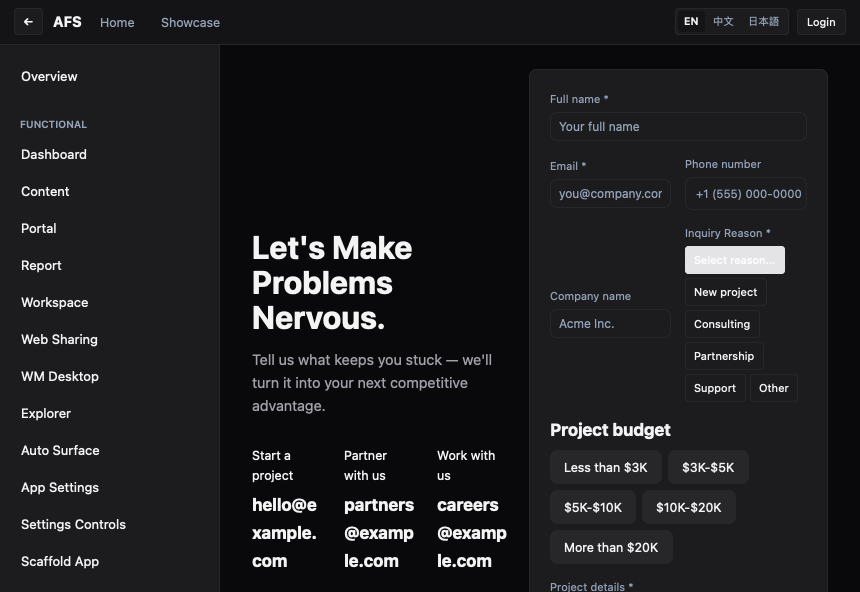 ← AFS Home Showcase EN 中文 日本語 Login
Overview
FUNCTIONAL
Dashboard
Content
Portal
Report
Workspace
Web Sharing
WM Desktop
Explorer
Auto Surface
App Settings
Settings Controls
Scaffold App
Let's Make
Problems
Nervous.
Tell us what keeps you stuck — we'll
turn it into your next competitive
advantage.
Start a
project
hello@e
xample.
com
Partner
with us
partners
@examp
le.com
Work with
us
careers
@examp
le.com
Full name *
Your full name
Email *
you@company.cor
Phone number
+1 (555) 000-0000
Company name
Acme Inc.
Inquiry Reason *
Select reason...
New project
Consulting
Partnership
Support Other
Project budget
Less than $3K $3K-$5K
$5K-$10K $10K-$20K
More than $20K
Project details *